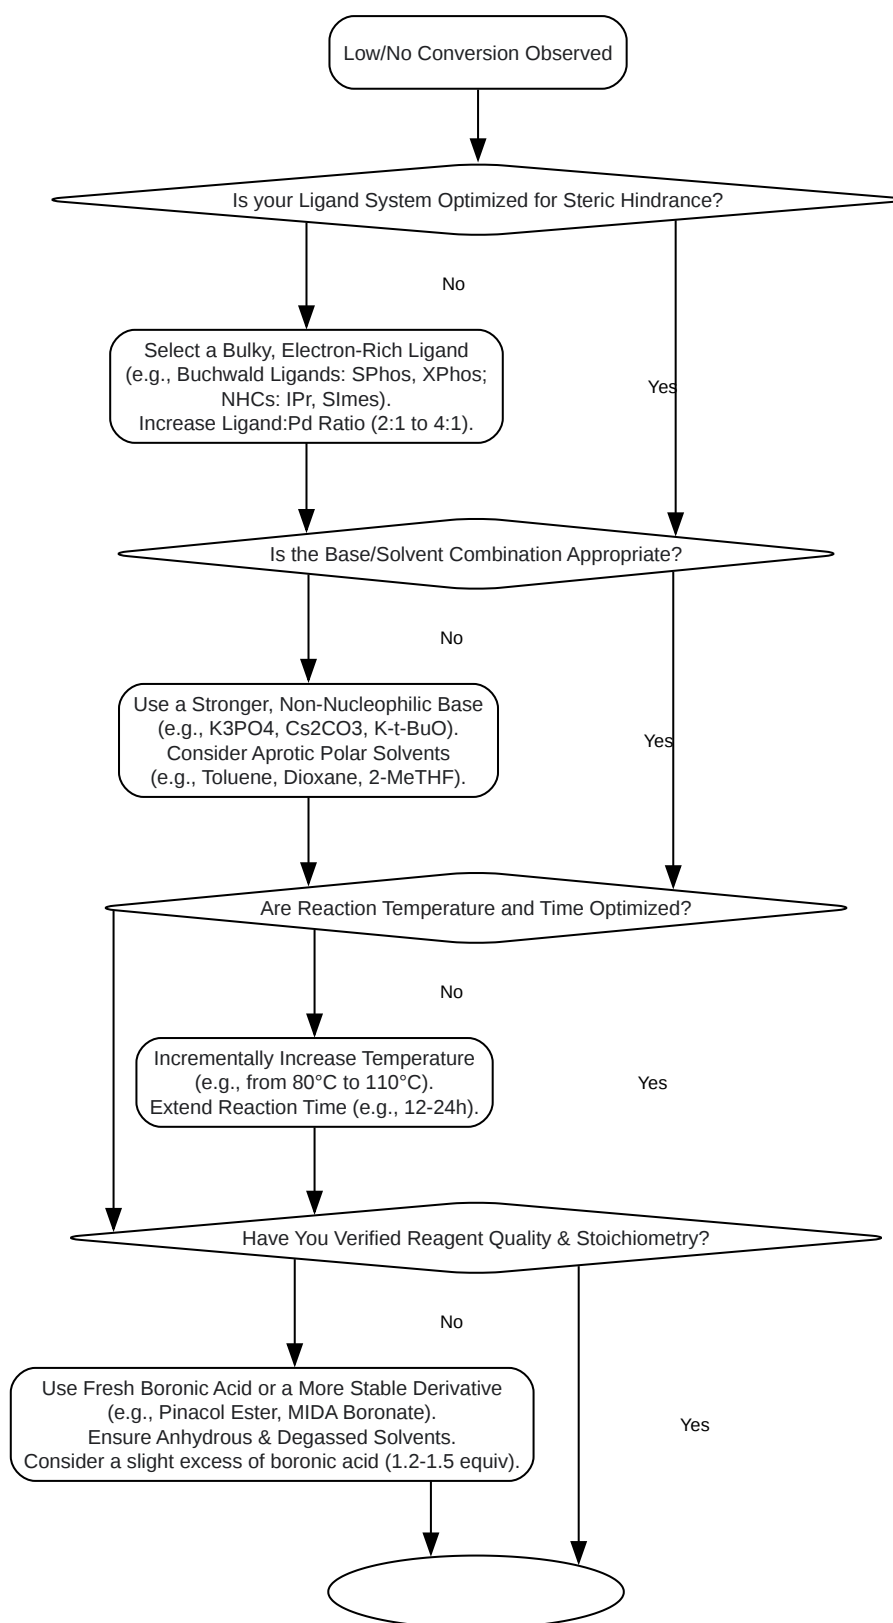 Low/No Conversion Observed
Is your Ligand System Optimized for Steric Hindrance?
No
Select a Bulky, Electron-Rich Ligand
(e.g., Buchwald Ligands: SPhos, XPhos;
NHCs: IPr, SImes).
Increase Ligand:Pd Ratio (2:1 to 4:1).
Yes
Is the Base/Solvent Combination Appropriate?
No
Use a Stronger, Non-Nucleophilic Base
(e.g., K3PO4, Cs2CO3, K-t-BuO).
Consider Aprotic Polar Solvents
(e.g., Toluene, Dioxane, 2-MeTHF).
Yes
Are Reaction Temperature and Time Optimized?
No
Incrementally Increase Temperature
(e.g., from 80°C to 110°C).
Extend Reaction Time (e.g., 12-24h).
Yes
Have You Verified Reagent Quality & Stoichiometry?
No
Use Fresh Boronic Acid or a More Stable Derivative
(e.g., Pinacol Ester, MIDA Boronate).
Ensure Anhydrous & Degassed Solvents.
Consider a slight excess of boronic acid (1.2-1.5 equiv).
Yes